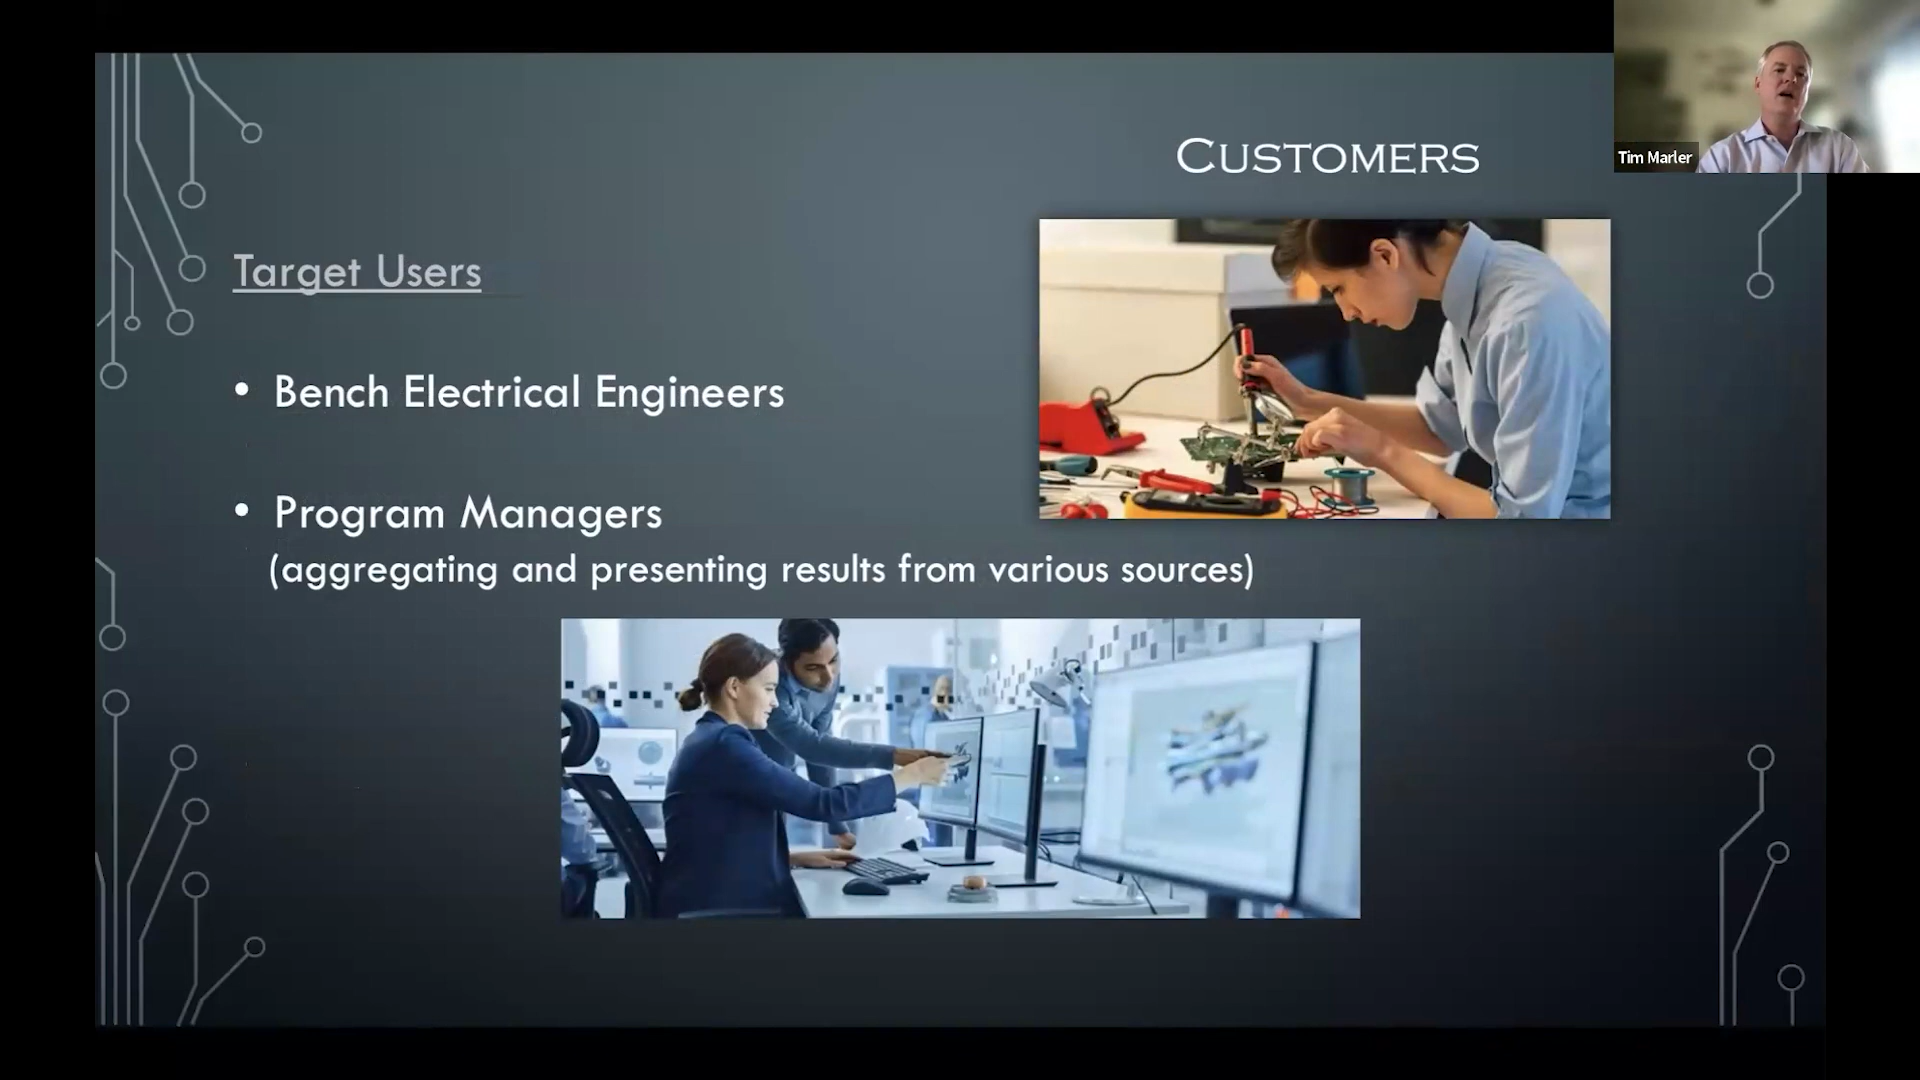 CUSTOMERS
Tim Marler
Target Users
• Bench Electrical Engineers
• Program Managers
(aggregating and presenting results from various sources)